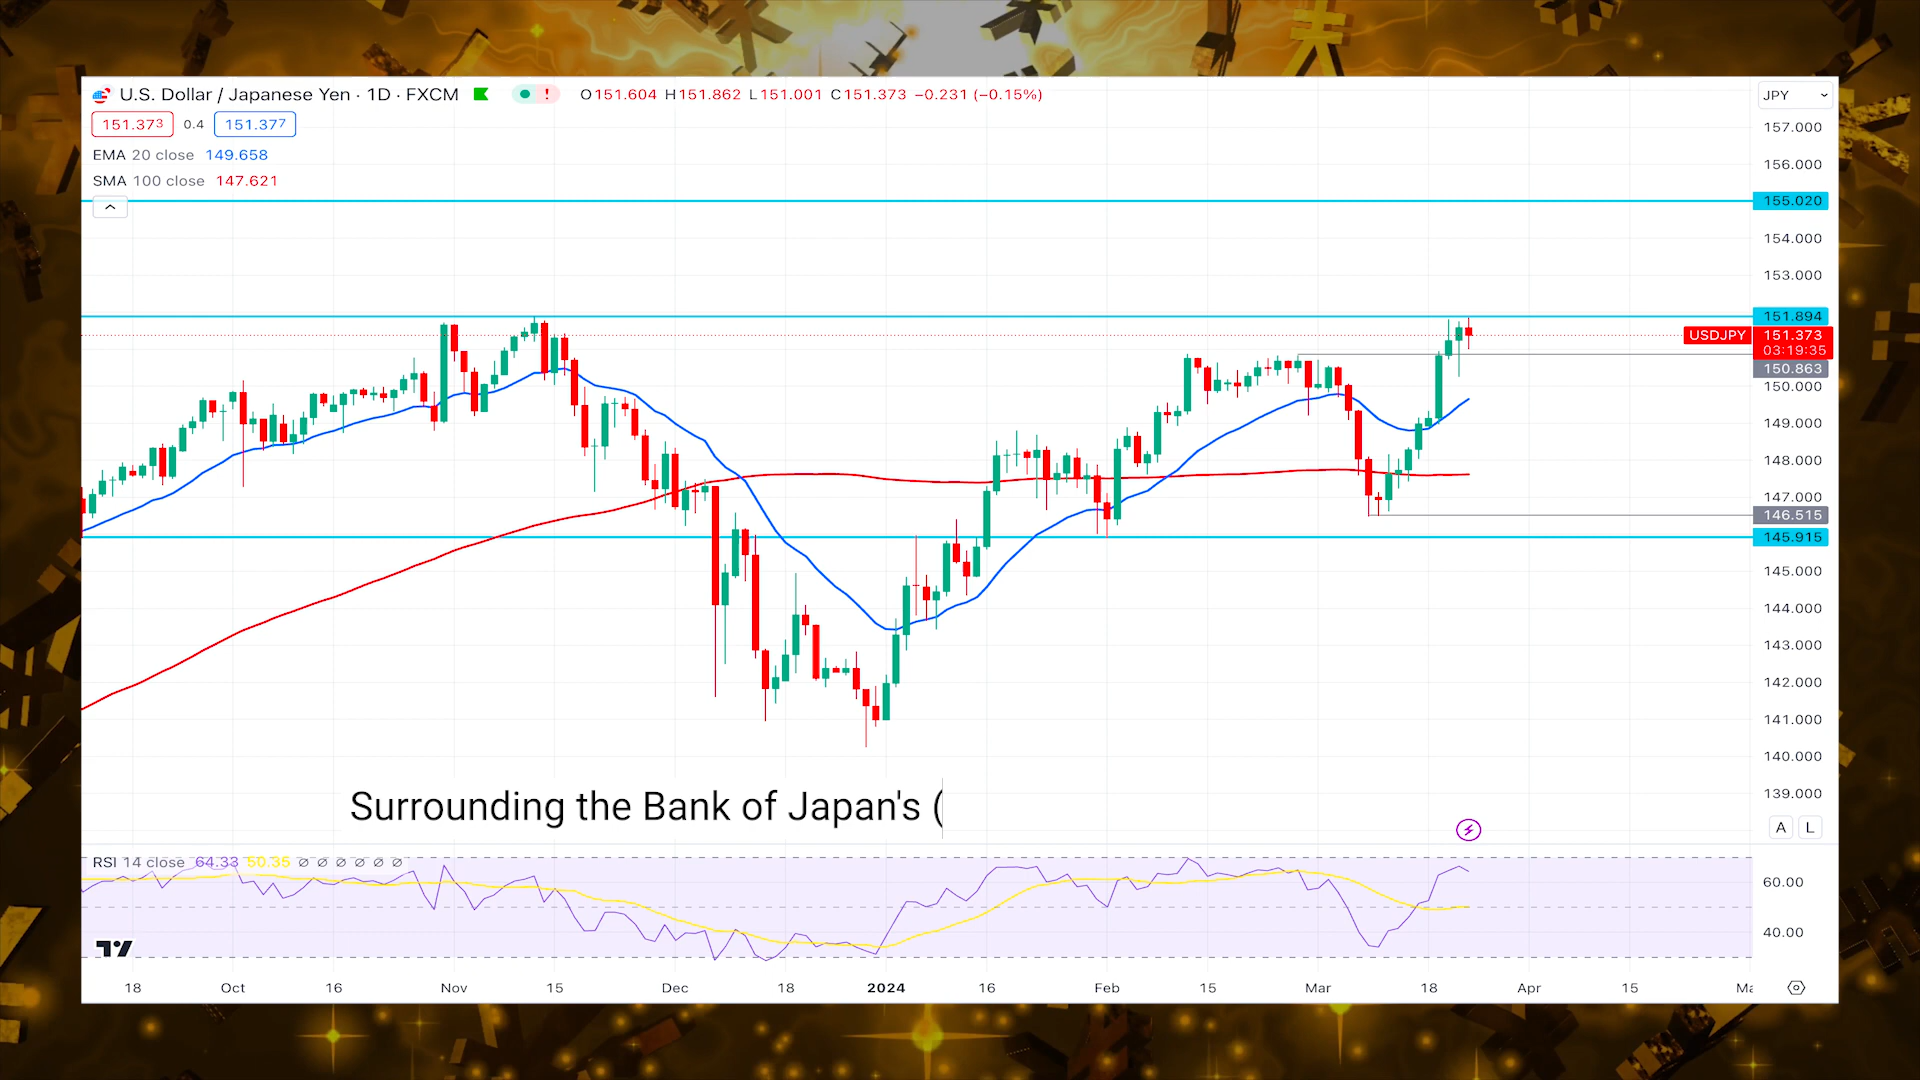 U.S. Dollar / Japanese Yen · 1D · FXCM O151.604 H151.862 L151.001 C151.373 −0.231 (−0.15%)
JPY
151.373 0.4 151.377
EMA 20 close 149.658
SMA 100 close 147.621
157.000
156.000
155.020
154.000
153.000
151.894
USDJPY 151.373
03:19:35
150.863
150.000
149.000
148.000
147.000
146.515
145.915
145.000
144.000
143.000
142.000
141.000
140.000
139.000
Surrounding the Bank of Japan's (
A L
RSI 14 close 64.33 50.35 ∅ ∅ ∅ ∅ ∅ ∅
60.00
40.00
18 Oct 16 Nov 15 Dec 18 2024 16 Feb 15 Mar 18 Apr 15